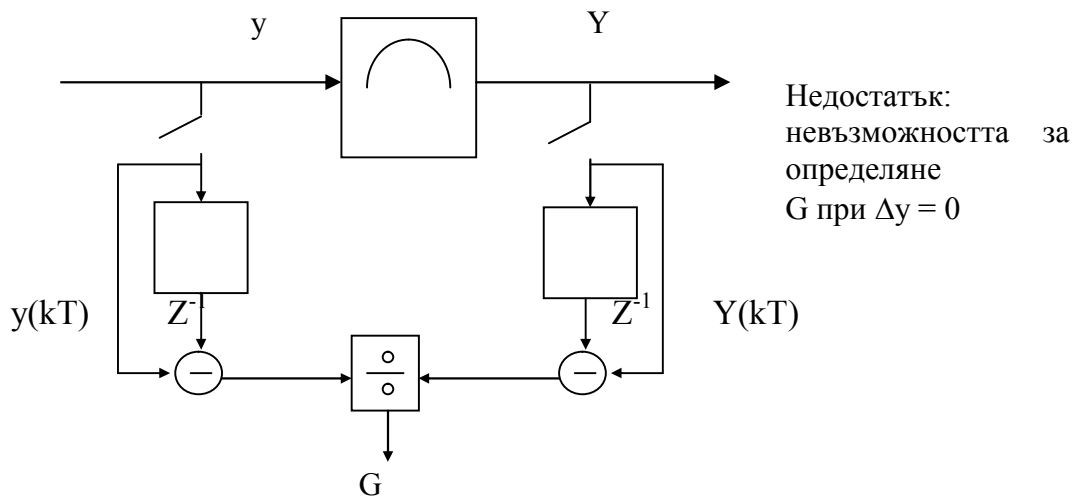 y
Y
Недостатък:
невъзможността за
определяне
G при Δy = 0
y(kT)
Z⁻¹
Z⁻¹
Y(kT)
G